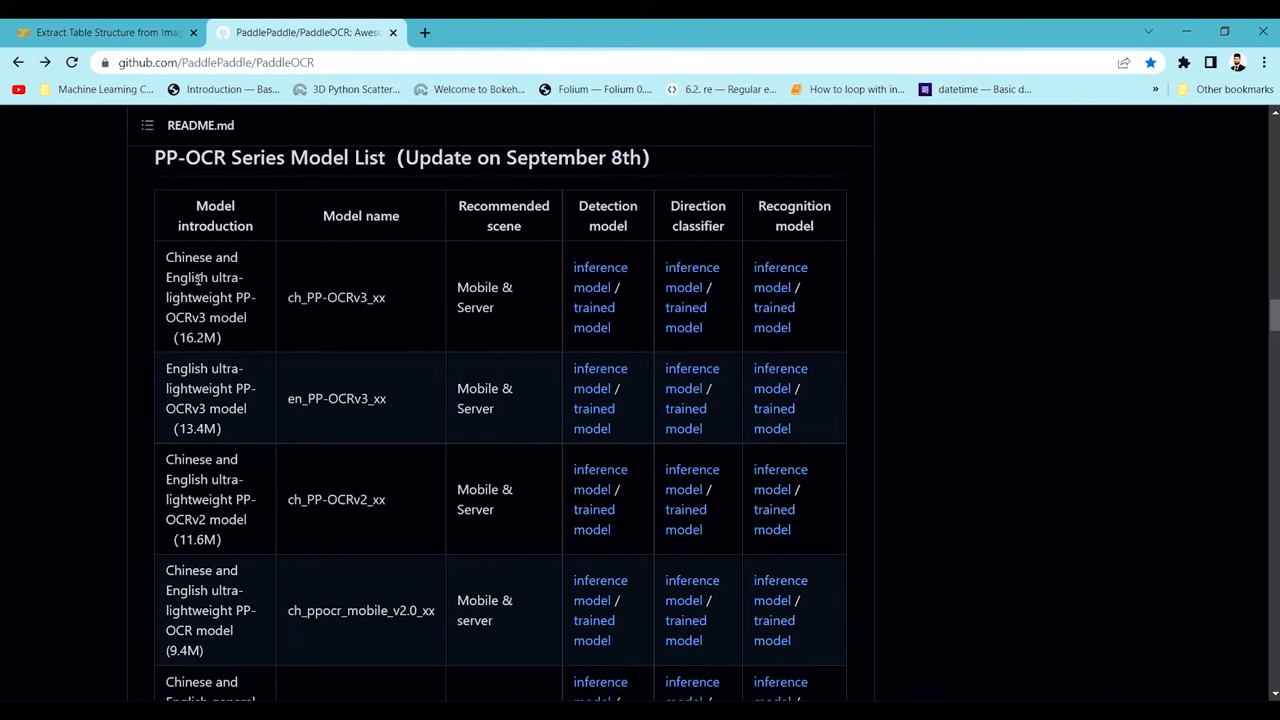 Extract Table Structure from Imag
PaddlePaddle/PaddleOCR: Aweso
github.com/PaddlePaddle/PaddleOCR
Machine Learning C...
Introduction — Bas...
3D Python Scatter...
Welcome to Bokeh...
Folium — Folium 0....
6.2. re — Regular e...
How to loop with in...
datetime — Basic d...
»
Other bookmarks
README.md
PP-OCR Series Model List（Update on September 8th)
Model
introduction
Model name
Recommended
scene
Detection
model
Direction
classifier
Recognition
model
Chinese and
English ultra-
lightweight PP-
OCRv3 model
（16.2M)
ch_PP-OCRv3_xx
Mobile &
Server
inference
model /
trained
model
inference
model /
trained
model
inference
model /
trained
model
English ultra-
lightweight PP-
OCRv3 model
（13.4M)
en_PP-OCRv3_xx
Mobile &
Server
inference
model /
trained
model
inference
model /
trained
model
inference
model /
trained
model
Chinese and
English ultra-
lightweight PP-
OCRv2 model
（11.6M)
ch_PP-OCRv2_xx
Mobile &
Server
inference
model /
trained
model
inference
model /
trained
model
inference
model /
trained
model
Chinese and
English ultra-
lightweight PP-
OCR model
(9.4M)
ch_ppocr_mobile_v2.0_xx
Mobile &
server
inference
model /
trained
model
inference
model /
trained
model
inference
model /
trained
model
Chinese and
English general
inference
model /
inference
model /
inference
model /